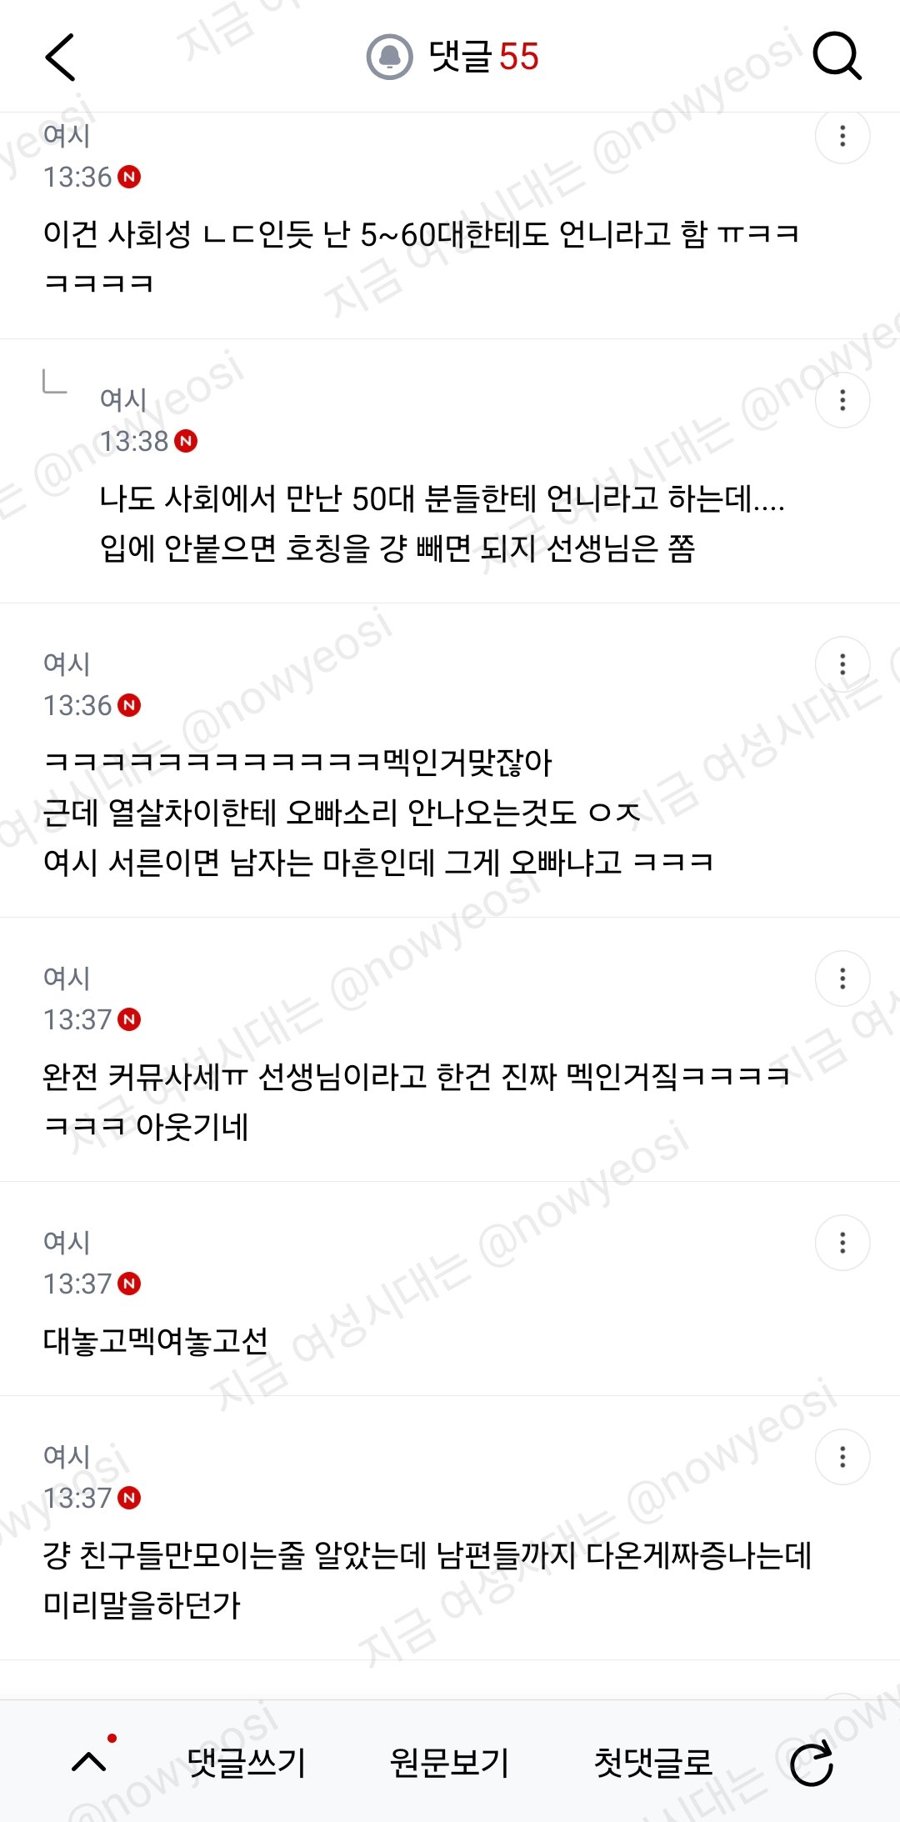 댓글 55
여시
13:36 N
이건 사회성 ㄴㄷ인듯 난 5~60대한테도 언니라고 함 ㅠㅋㅋ
ㅋㅋㅋㅋ
여시
13:38 N
나도 사회에서 만난 50대 분들한테 언니라고 하는데....
입에 안붙으면 호칭을 걍 빼면 되지 선생님은 쫌
여시
13:36 N
ㅋㅋㅋㅋㅋㅋㅋㅋㅋㅋㅋㅋ멕인거맞잖아
근데 열살차이한테 오빠소리 안나오는것도 ㅇㅈ
여시 서른이면 남자는 마흔인데 그게 오빠냐고 ㅋㅋㅋ
여시
13:37 N
완전 커뮤사세ㅠ 선생님이라고 한건 진짜 멕인거짘ㅋㅋㅋㅋ
ㅋㅋㅋ 아웃기네
여시
13:37 N
대놓고멕여놓고선
여시
13:37 N
걍 친구들만모이는줄 알았는데 남편들까지 다온게짜증나는데
미리말을하던가
댓글쓰기 원문보기 첫댓글로
지금 여성시대는 @nowyeosi